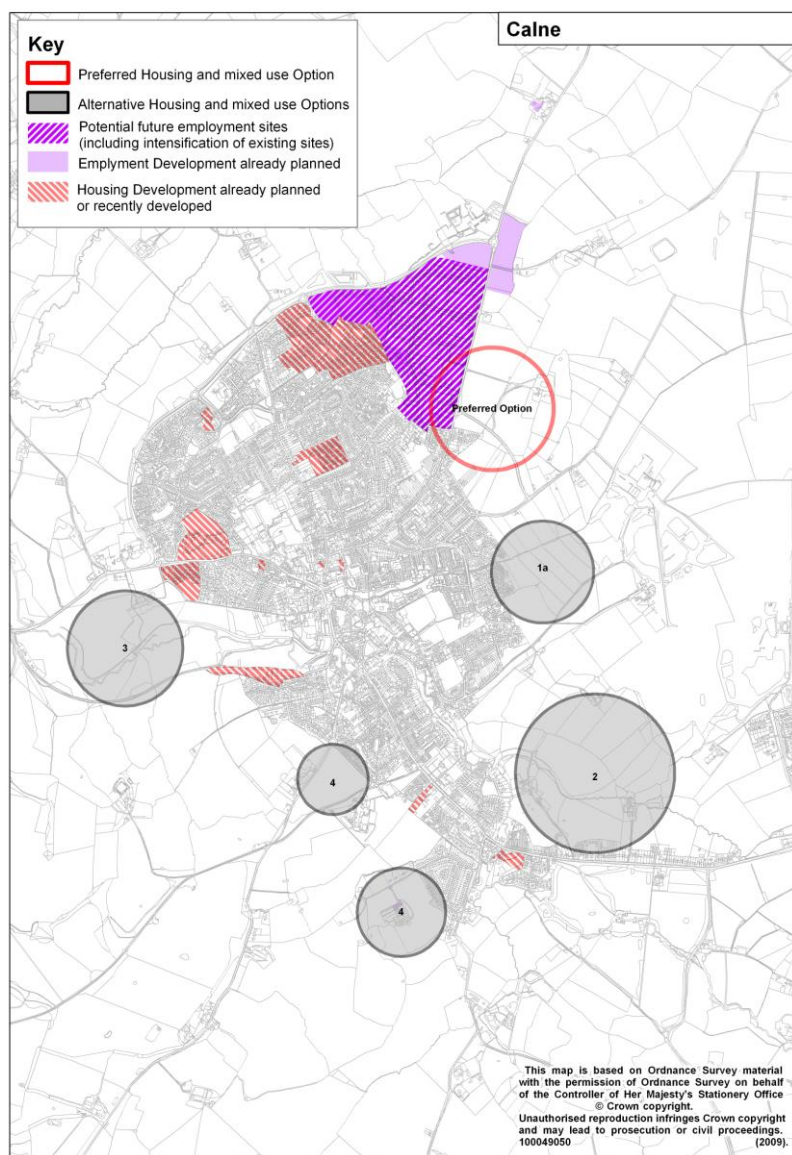 Calne
Key
Preferred Housing and mixed use Option
Alternative Housing and mixed use Options
Potential future employment sites
(including intensification of existing sites)
Emplyment Development already planned
Housing Development already planned
or recently developed
Preferred Option
1a
3
2
4
4
This map is based on Ordnance Survey material
with the permission of Ordnance Survey on behalf
of the Controller of Her Majesty's Stationery Office
© Crown copyright.
Unauthorised reproduction infringes Crown copyright
and may lead to prosecution or civil proceedings.
100049050 (2009).